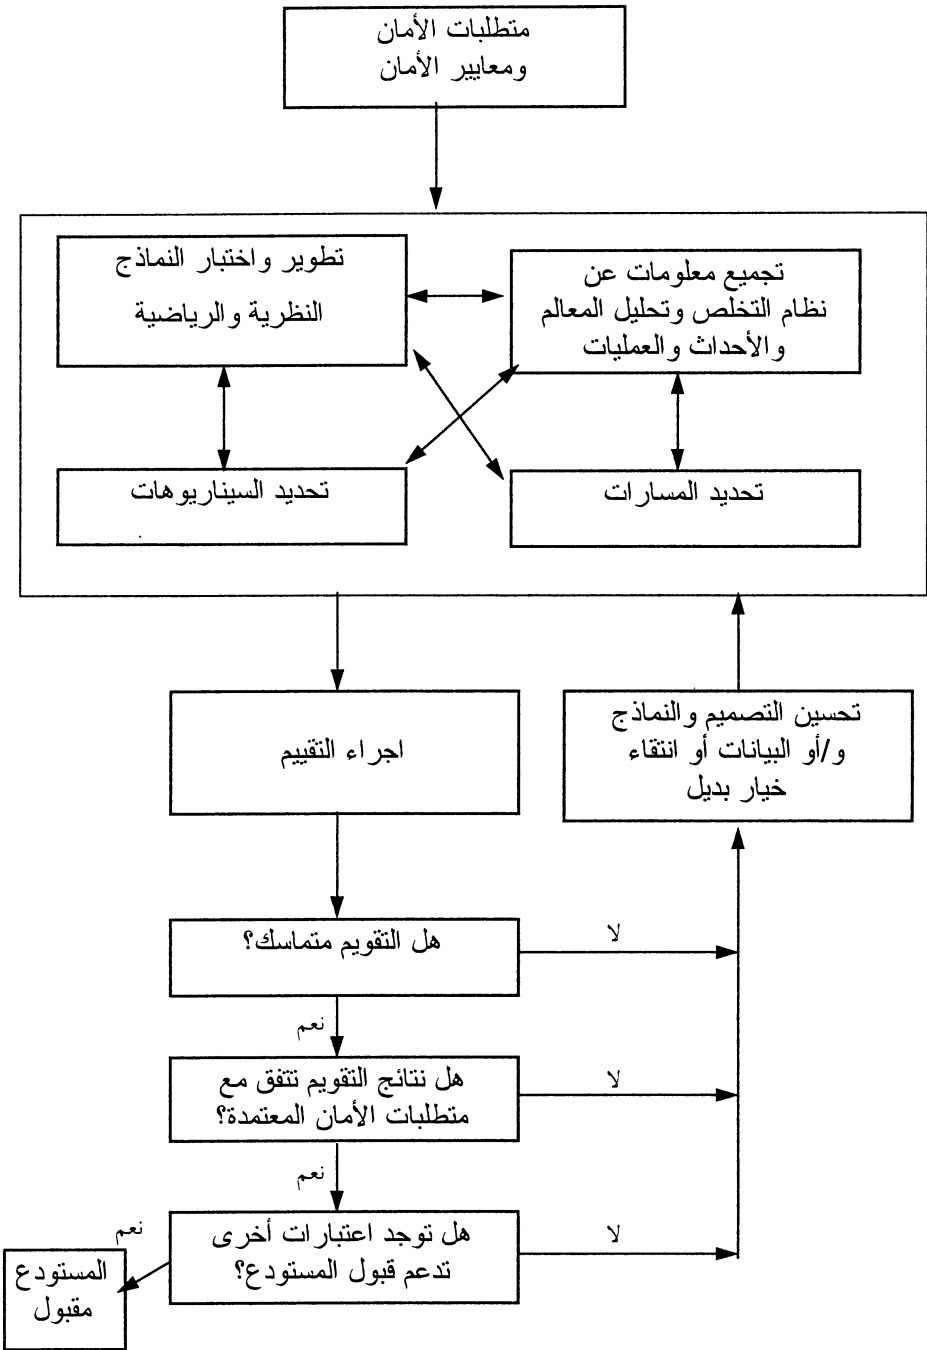 متطلبات الأمان
ومعايير الأمان
تجميع معلومات عن
نظام التخلص وتحليل المعالم
والأحداث والعمليات
تطوير واختبار النماذج
النظرية والرياضية
تحديد المسارات
تحديد السيناريوهات
تحسين التصميم والنماذج
و/أو البيانات أو انتقاء
خيار بديل
اجراء التقييم
هل التقويم متماسك؟
لا
نعم
هل نتائج التقويم تتفق مع
متطلبات الأمان المعتمدة؟
لا
نعم
هل توجد اعتبارات أخرى
تدعم قبول المستودع؟
لا
نعم
المستودع
مقبول